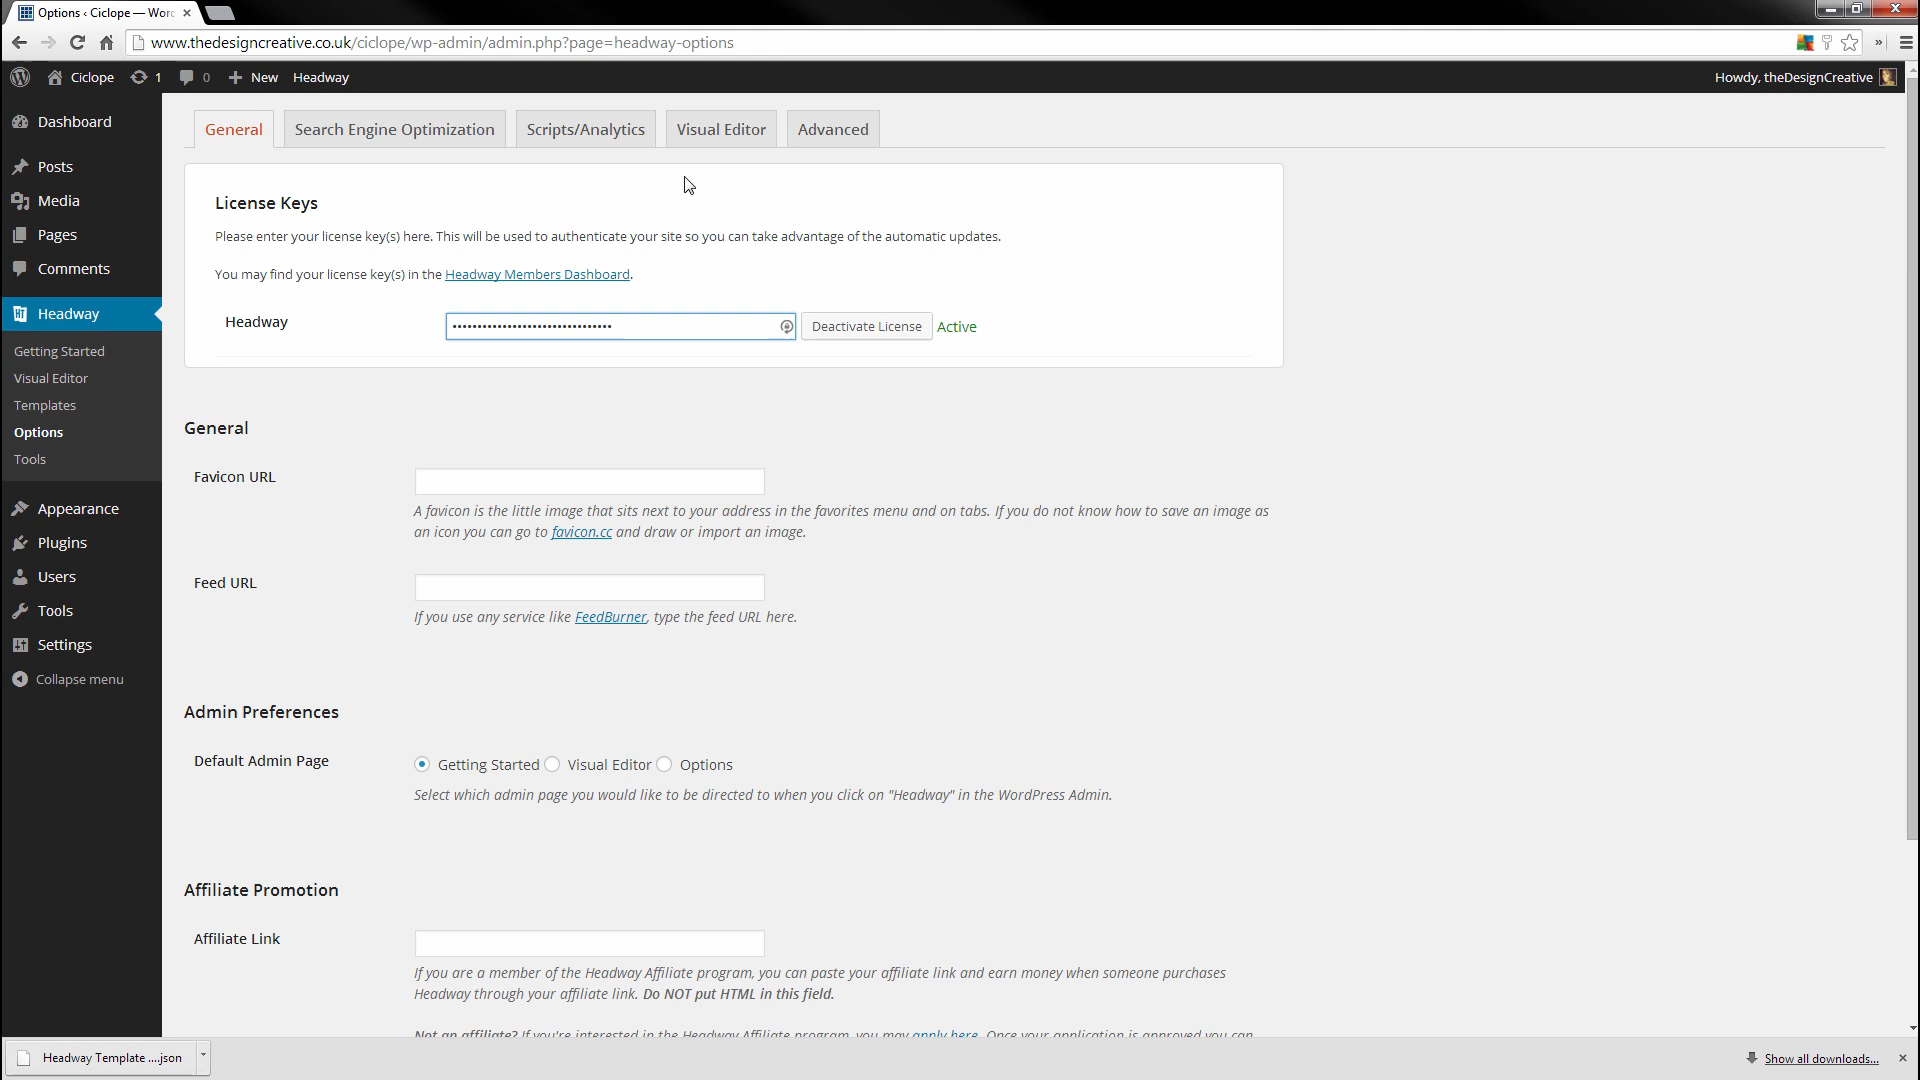 Options ‹ Ciclope — Worc
www.thedesigncreative.co.uk/ciclope/wp-admin/admin.php?page=headway-options
Ciclope 1 0 New Headway
Howdy, theDesignCreative
Dashboard
Posts
Media
Pages
Comments
Headway
Getting Started
Visual Editor
Templates
Options
Tools
Appearance
Plugins
Users
Tools
Settings
Collapse menu
General Search Engine Optimization Scripts/Analytics Visual Editor Advanced
License Keys
Please enter your license key(s) here. This will be used to authenticate your site so you can take advantage of the automatic updates.
You may find your license key(s) in the Headway Members Dashboard.
Headway Deactivate License Active
General
Favicon URL
A favicon is the little image that sits next to your address in the favorites menu and on tabs. If you do not know how to save an image as
an icon you can go to favicon.cc and draw or import an image.
Feed URL
If you use any service like FeedBurner, type the feed URL here.
Admin Preferences
Default Admin Page Getting Started Visual Editor Options
Select which admin page you would like to be directed to when you click on "Headway" in the WordPress Admin.
Affiliate Promotion
Affiliate Link
If you are a member of the Headway Affiliate program, you can paste your affiliate link and earn money when someone purchases
Headway through your affiliate link. Do NOT put HTML in this field.
Not an affiliate? If you're interested in the Headway Affiliate program, you may apply here. Once your application is approved you can
Headway Template ....json
Show all downloads...